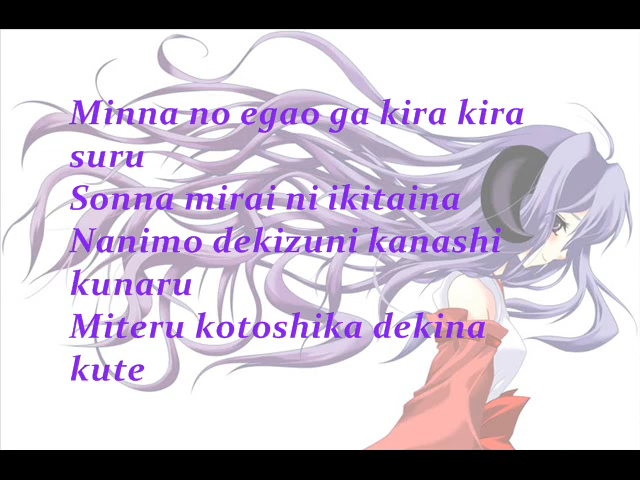 Minna no egao ga kira kira
suru
Sonna mirai ni ikitaina
Nanimo dekizuni kanashi
kunaru
Miteru kotoshika dekina
kute